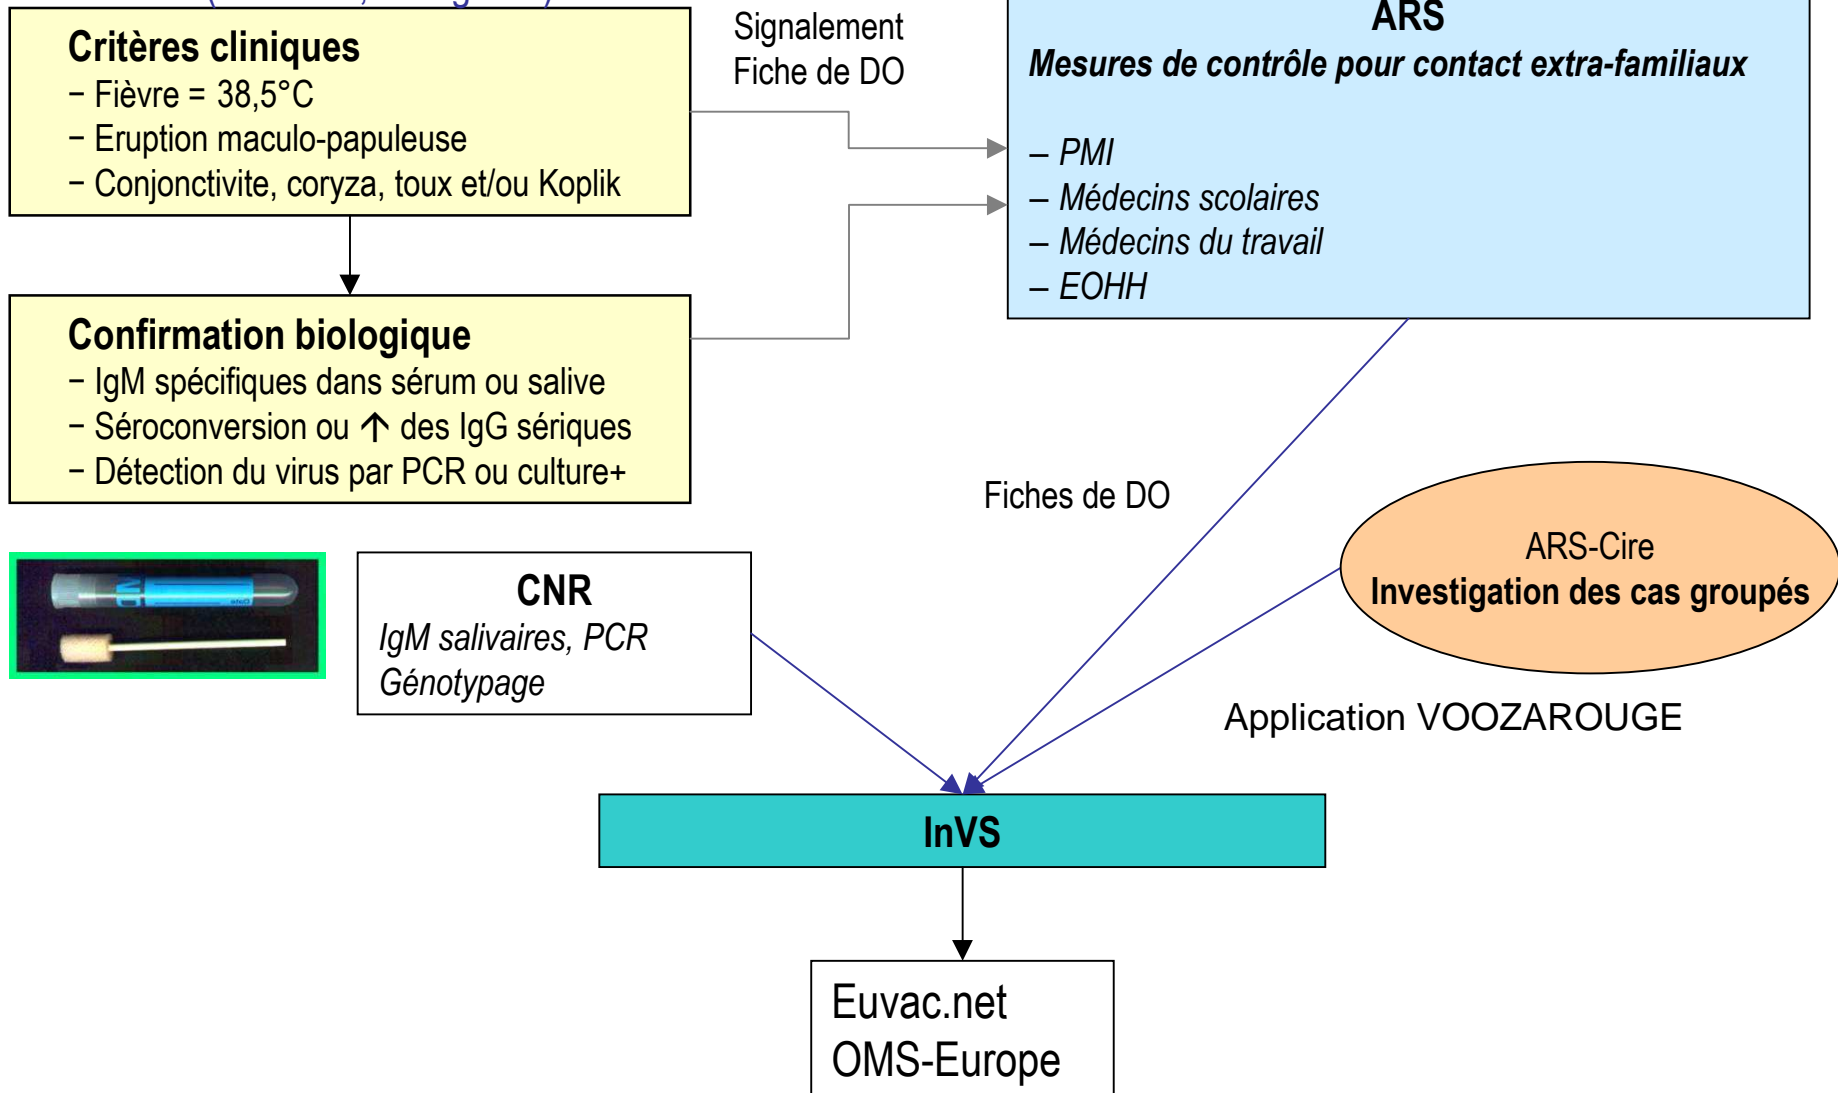 Critères cliniques
− Fièvre = 38,5°C
− Eruption maculo-papuleuse
− Conjonctivite, coryza, toux et/ou Koplik
Signalement
Fiche de DO
ARS
Mesures de contrôle pour contact extra-familiaux
– PMI
– Médecins scolaires
– Médecins du travail
– EOHH
Confirmation biologique
− IgM spécifiques dans sérum ou salive
− Séroconversion ou ↑ des IgG sériques
− Détection du virus par PCR ou culture+
Fiches de DO
ARS-Cire
Investigation des cas groupés
CNR
IgM salivaires, PCR
Génotypage
Application VOOZAROUGE
InVS
Euvac.net
OMS-Europe